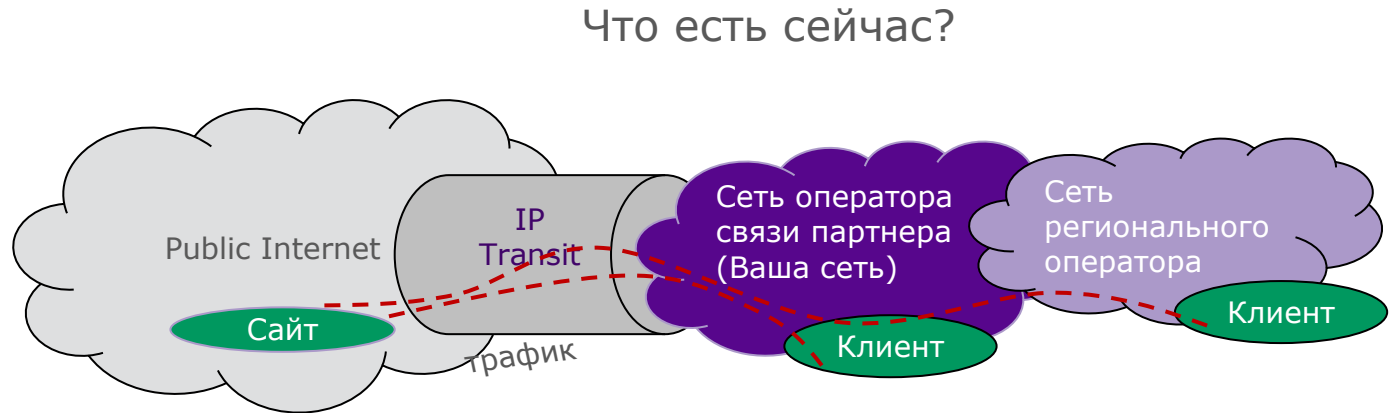 Что есть сейчас?
Public Internet
IP
Transit
Сеть оператора
связи партнера
(Ваша сеть)
Сеть
регионального
оператора
Сайт
трафик
Клиент
Клиент